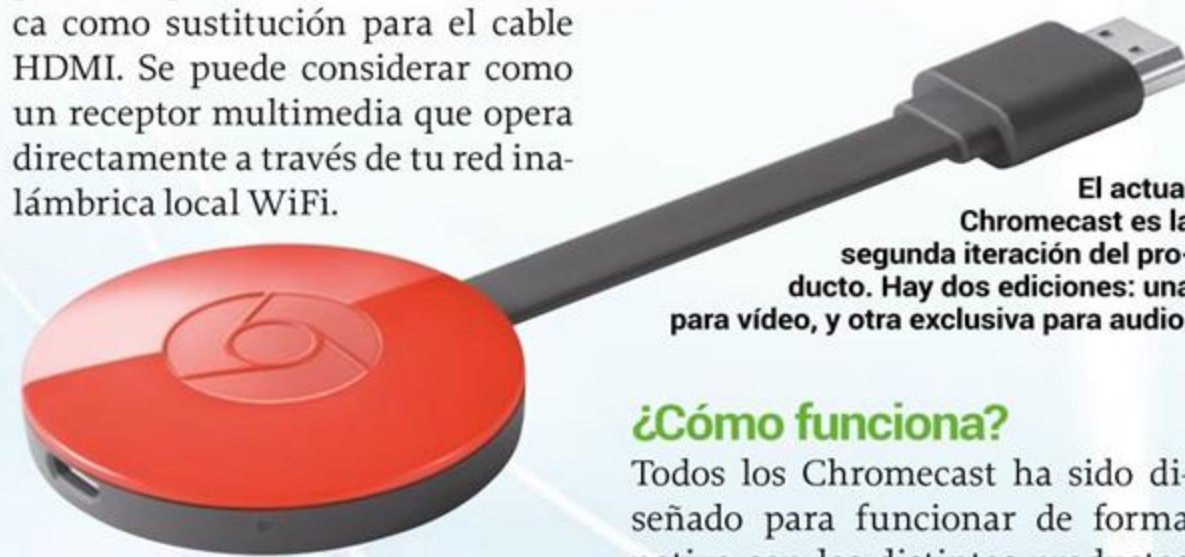 ca como sustitución para el cable
HDMI. Se puede considerar como
un receptor multimedia que opera
directamente a través de tu red ina-
lámbrica local WiFi.
El actua
Chromecast es la
segunda iteración del pro-
ducto. Hay dos ediciones: una
para vídeo, y otra exclusiva para audio
¿Cómo funciona?
Todos los Chromecast ha sido di-
señado para funcionar de forma